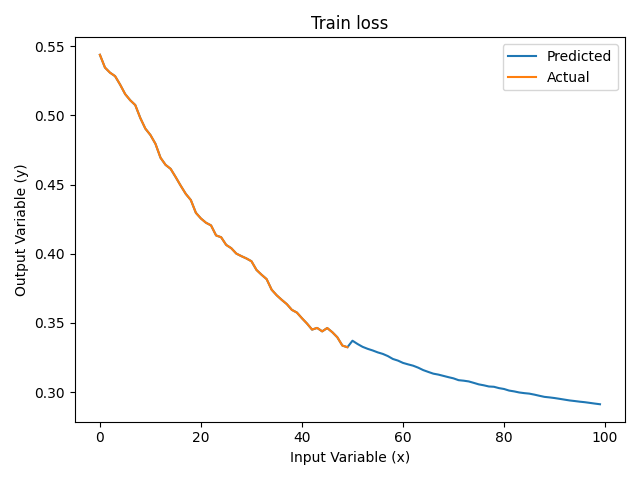 Train loss
Predicted
Actual
Output Variable (y)
0.55
0.50
0.45
0.40
0.35
0.30
0 20 40 60 80 100
Input Variable (x)